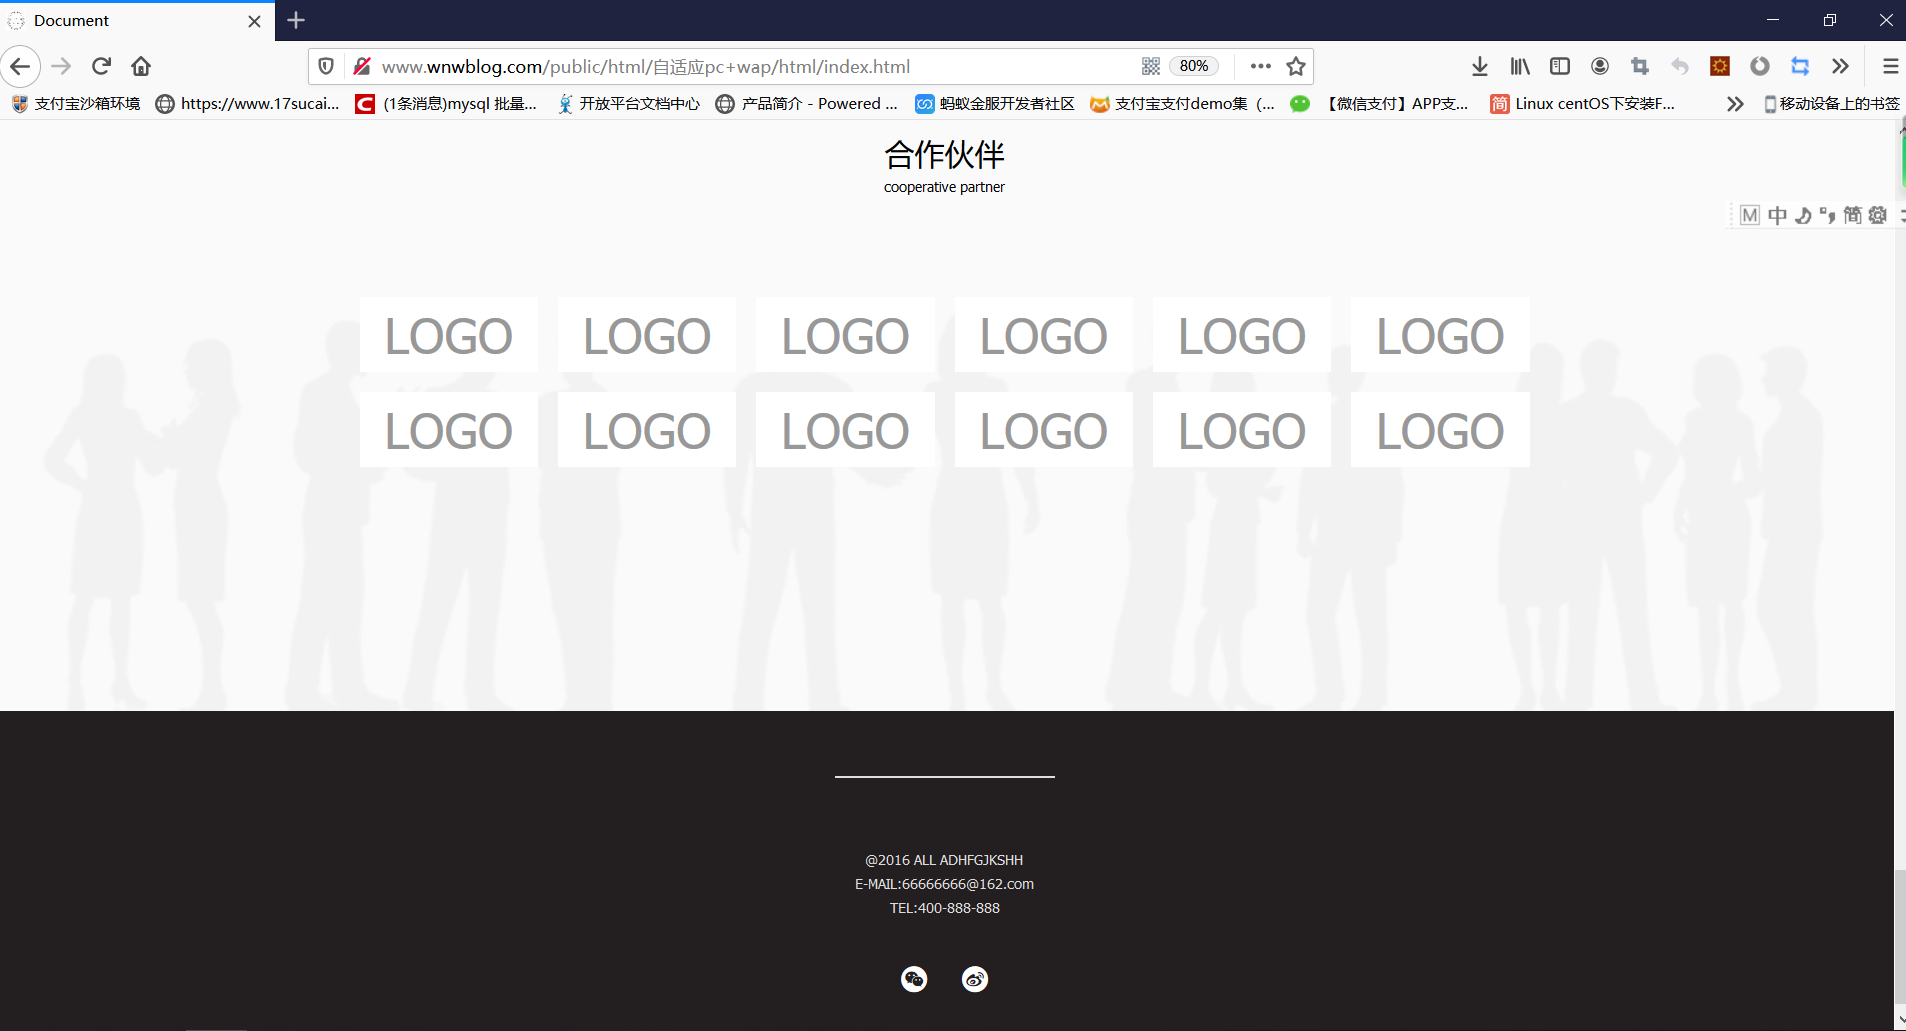 Document
www.wnwblog.com/public/html/自适应pc+wap/html/index.html
80%
支付宝沙箱环境 https://www.17sucai... (1条消息)mysql 批量... 开放平台文档中心 产品简介 - Powered ... 蚂蚁金服开发者社区 支付宝支付demo集（... 【微信支付】APP支... 简 Linux centOS下安装F... 移动设备上的书签
合作伙伴
cooperative partner
M 中 简
LOGO LOGO LOGO LOGO LOGO LOGO
LOGO LOGO LOGO LOGO LOGO LOGO
@2016 ALL ADHFGJKSHH
E-MAIL:66666666@162.com
TEL:400-888-888